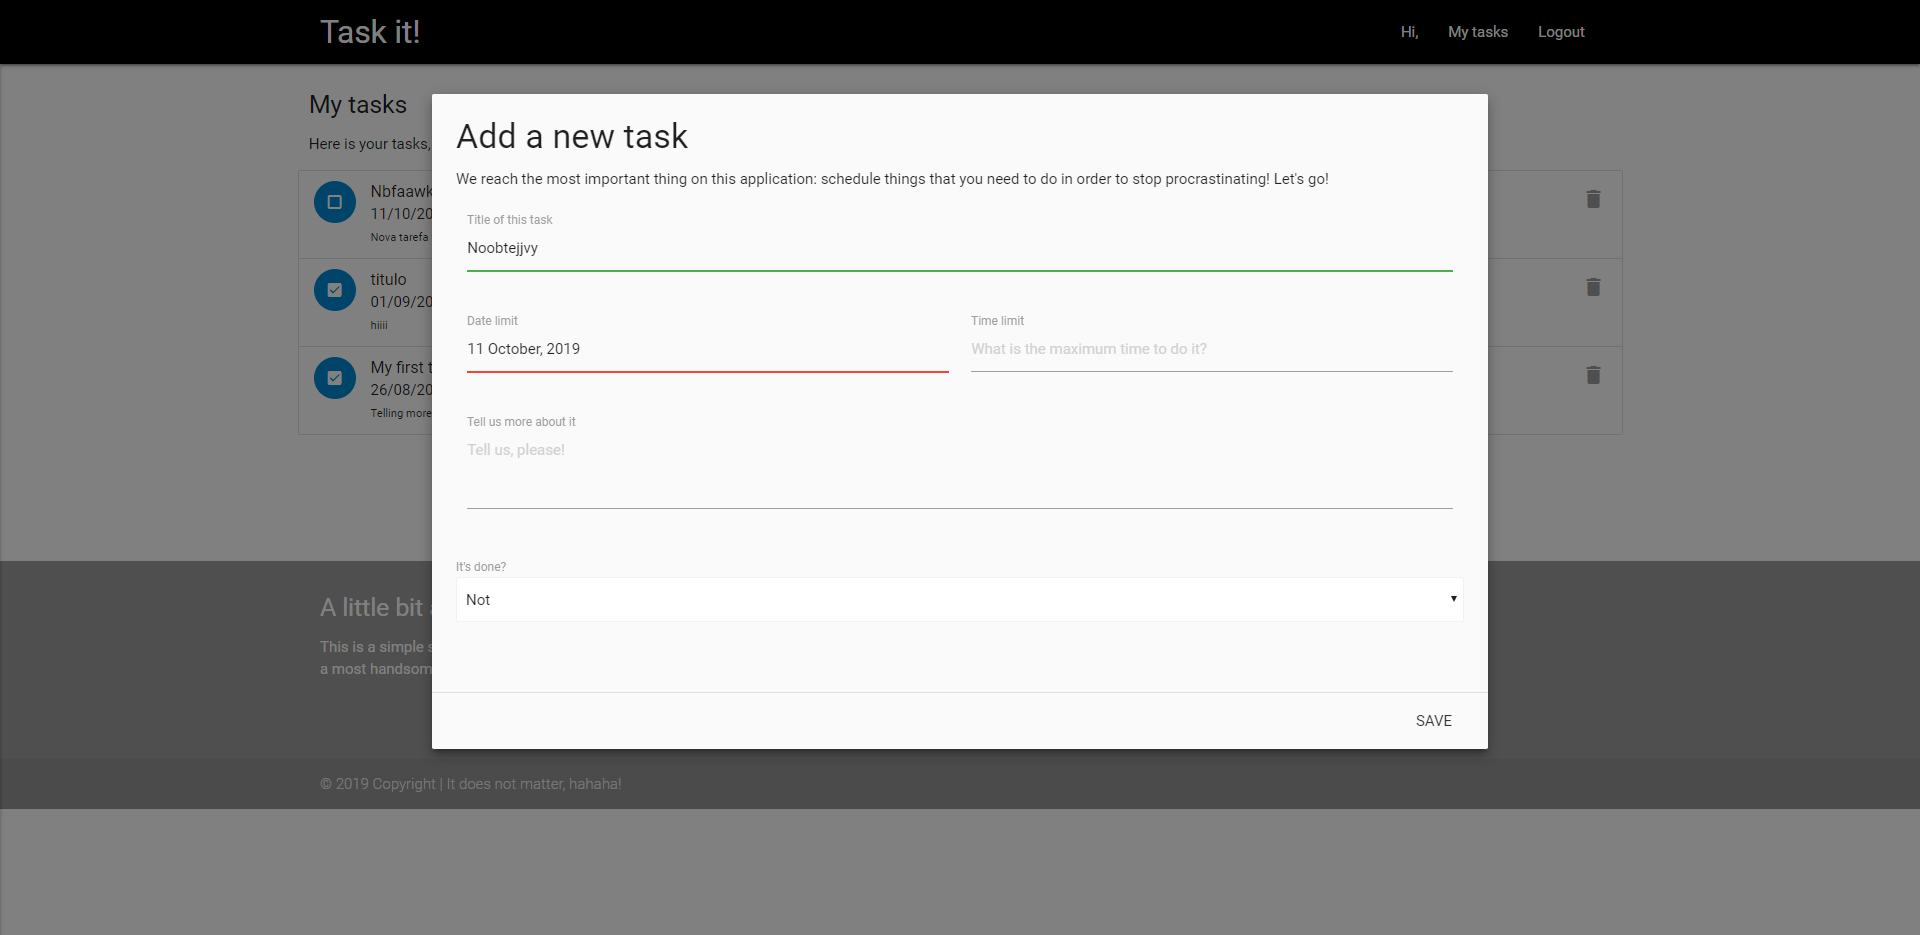 Task it!
Hi, My tasks Logout
My tasks
Here is your tasks,
Nbfaawk
11/10/20
Nova tarefa
titulo
01/09/20
hiiii
My first t
26/08/20
Telling more
Add a new task
We reach the most important thing on this application: schedule things that you need to do in order to stop procrastinating! Let's go!
Title of this task
Noobtejjvy
Date limit Time limit
11 October, 2019 What is the maximum time to do it?
Tell us more about it
Tell us, please!
It's done?
Not
SAVE
A little bit
This is a simple s
a most handsom
© 2019 Copyright | It does not matter, hahaha!